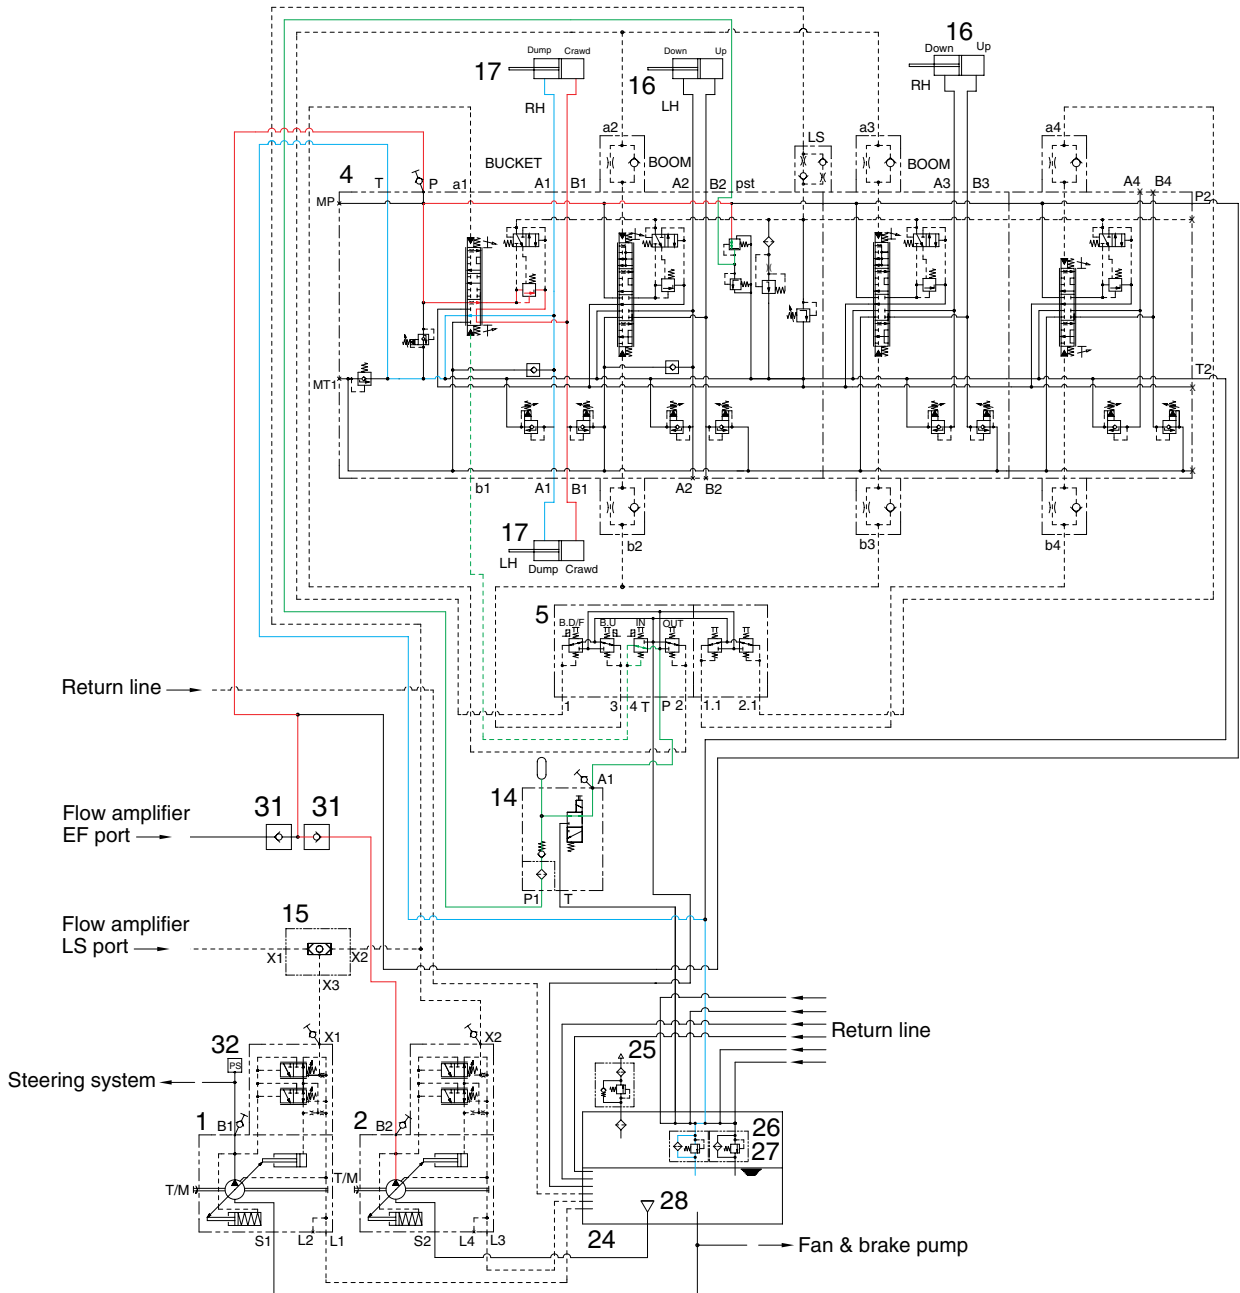 16
Dump Crawd
17
RH
Down Up
16
LH
Down Up
RH
a2
LS
a3
a4
BUCKET
BOOM
BOOM
4
T
P
a1
A1
B1
A2
B2
pst
A3
B3
A4
B4
MP
P2
MT1
T2
b1
A1
B1
A2
B2
b2
b3
b4
17
LH
Dump Crawd
5
B.D/F
B.U
IN
OUT
Return line
1
3
4
T
P
2
1.1
2.1
A1
14
Flow amplifier
EF port
31
31
P1
T
Flow amplifier
LS port
15
X1
X2
X3
Return line
32
PS
X1
X2
25
Steering system
1
B1
2
B2
26
27
T/M
T/M
28
S1
L2
L1
S2
L4
L3
24
Fan & brake pump